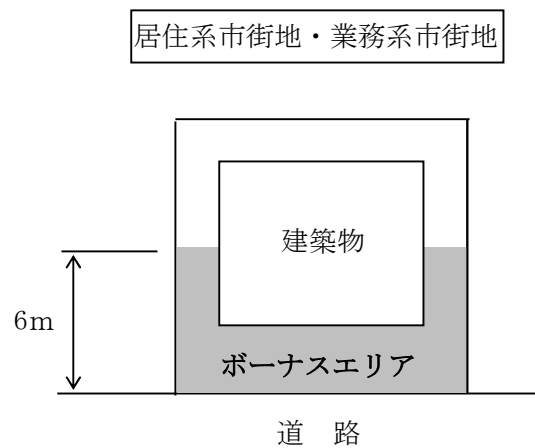 居住系市街地・業務系市街地
建築物
6m
ボーナスエリア
道 路